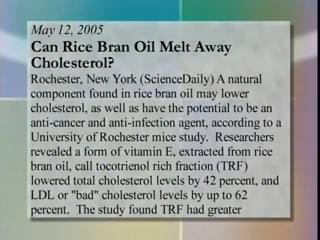 May 12, 2005
Can Rice Bran Oil Melt Away
Cholesterol?
Rochester, New York (ScienceDaily) A natural
component found in rice bran oil may lower
cholesterol, as well as have the potential to be an
anti-cancer and anti-infection agent, according to a
University of Rochester mice study. Researchers
revealed a form of vitamin E, extracted from rice
bran oil, call tocotrienol rich fraction (TRF)
lowered total cholesterol levels by 42 percent, and
LDL or "bad" cholesterol levels by up to 62
percent. The study found TRF had greater